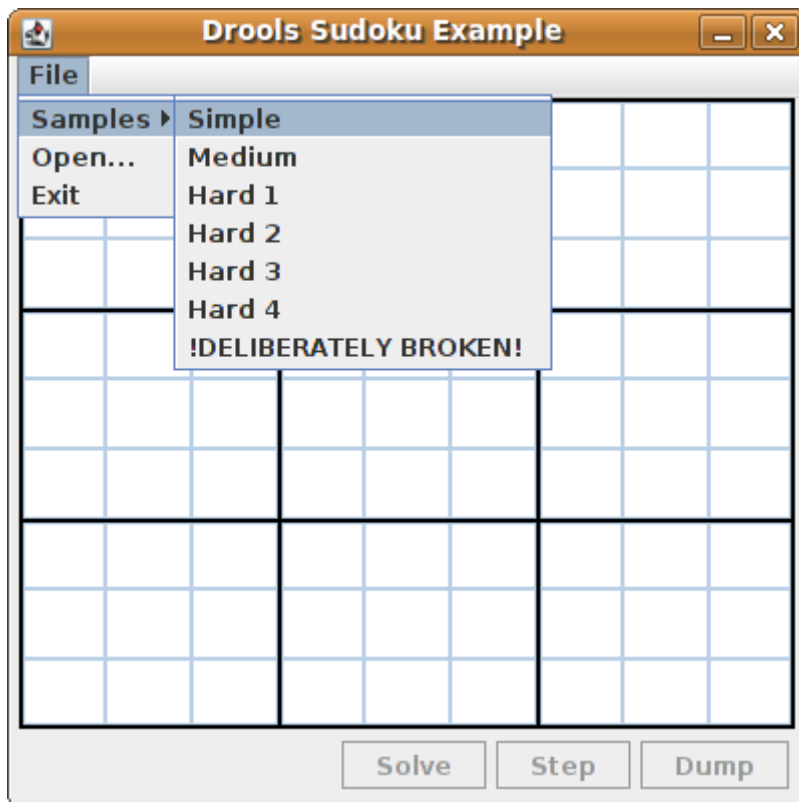 Drools Sudoku Example
File
Samples
Simple
Open...
Medium
Exit
Hard 1
Hard 2
Hard 3
Hard 4
!DELIBERATELY BROKEN!
Solve
Step
Dump